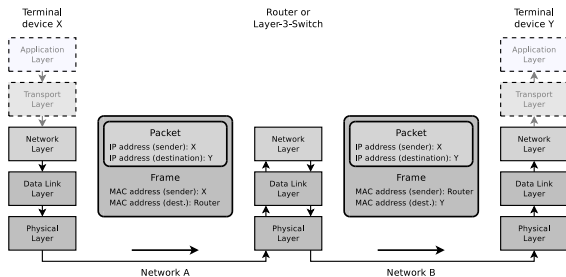 Terminal
device X
Router or
Layer-3-Switch
Terminal
device Y
Application
Layer
Transport
Layer
Network
Layer
Data Link
Layer
Physical
Layer
Packet
IP address (sender): X
IP address (destination): Y
Frame
MAC address (sender): X
MAC address (dest.): Router
Network
Layer
Data Link
Layer
Physical
Layer
Packet
IP address (sender): X
IP address (destination): Y
Frame
MAC address (sender): Router
MAC address (dest.): Y
Application
Layer
Transport
Layer
Network
Layer
Data Link
Layer
Physical
Layer
Network A
Network B